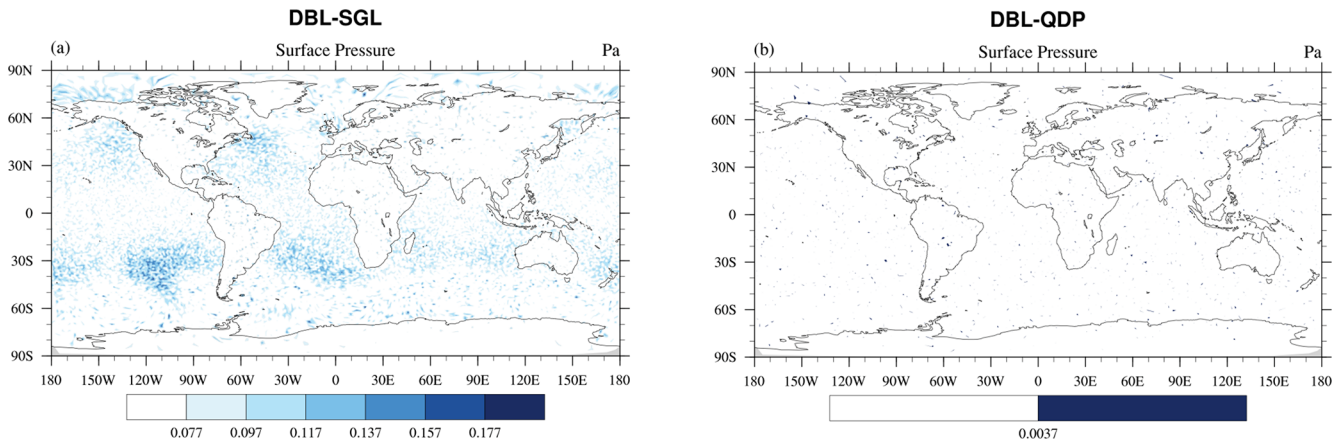 DBL-SGL
(a) Surface Pressure Pa
90N
60N
30N
0
30S
60S
90S
180 150W 120W 90W 60W 30W 0 30E 60E 90E 120E 150E 180
0.077 0.097 0.117 0.137 0.157 0.177
DBL-QDP
(b) Surface Pressure Pa
90N
60N
30N
0
30S
60S
90S
180 150W 120W 90W 60W 30W 0 30E 60E 90E 120E 150E 180
0.0037